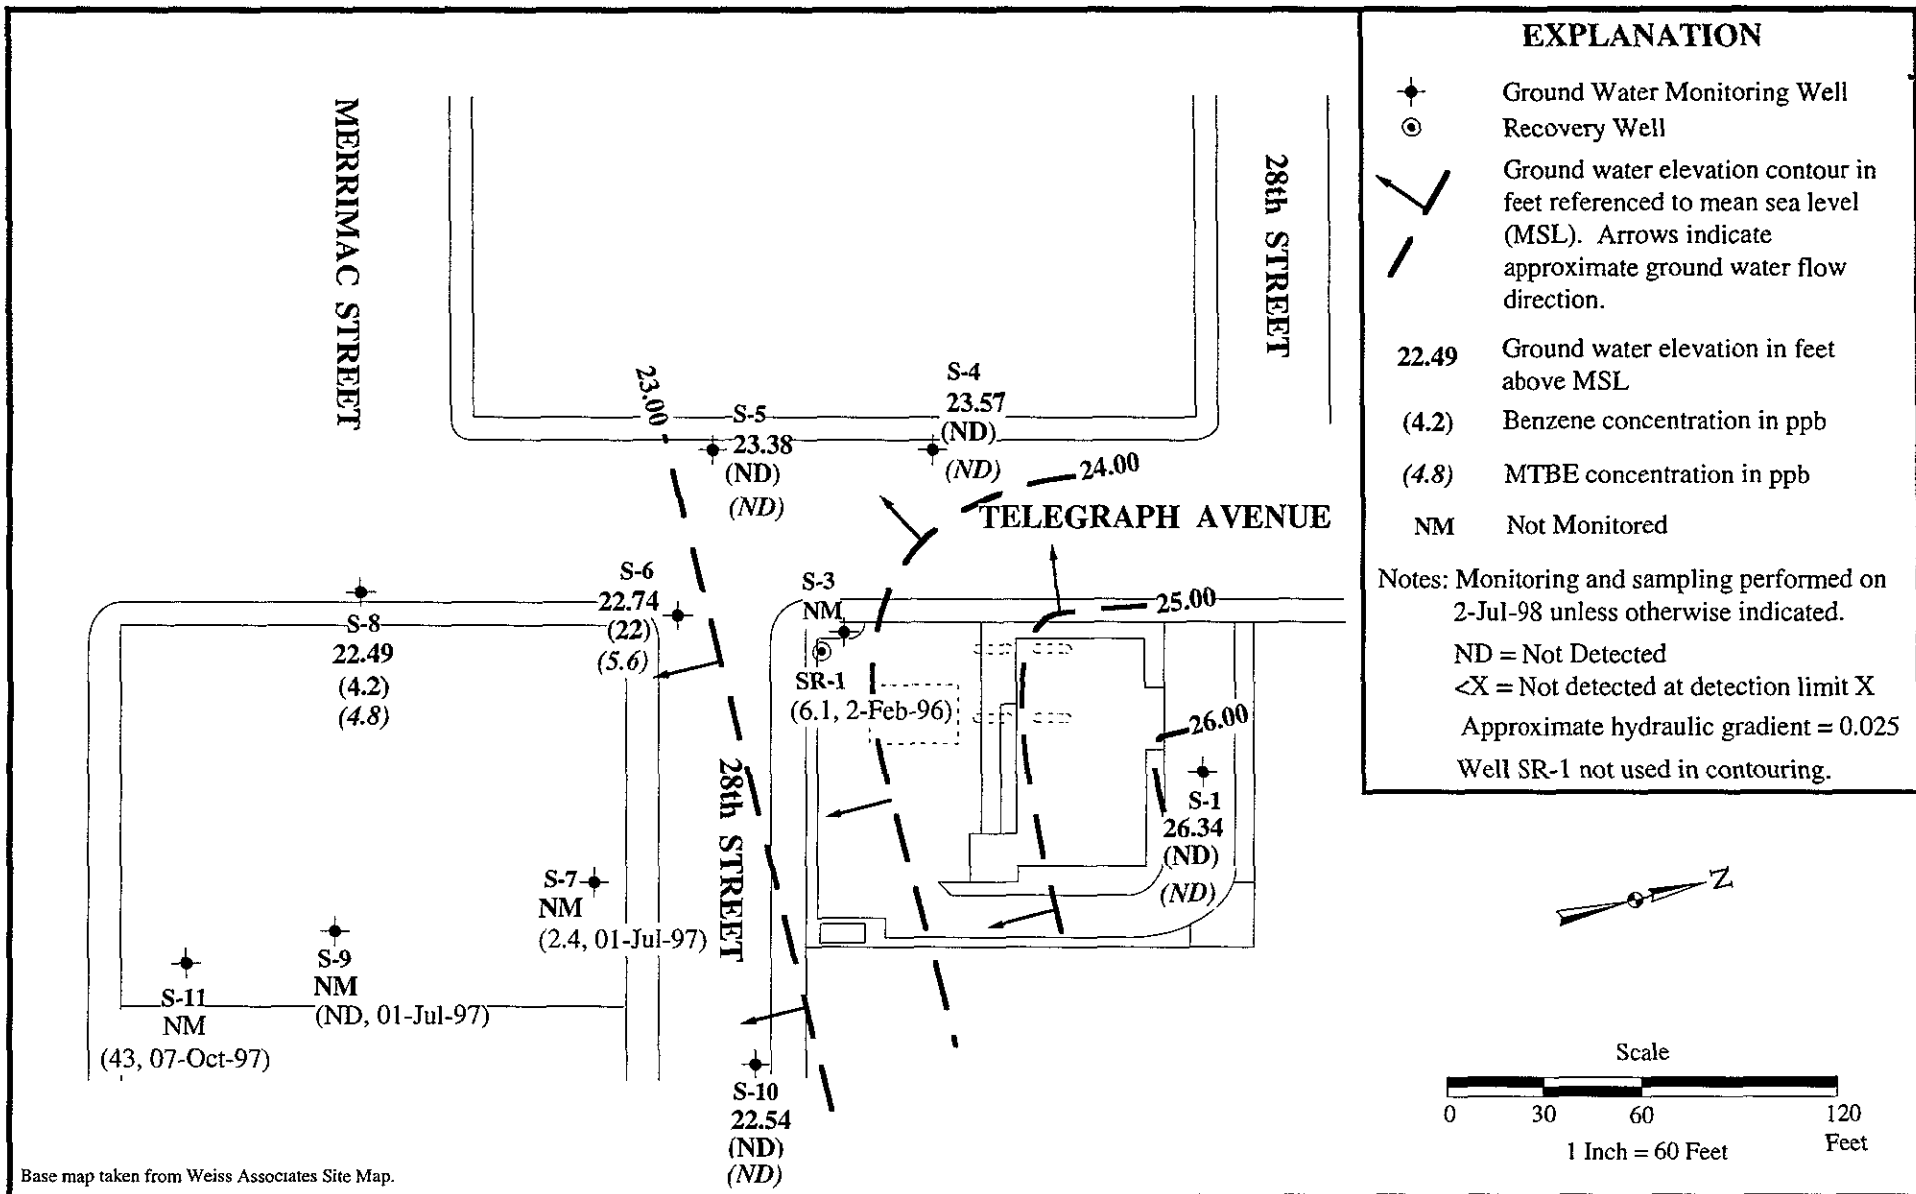 EXPLANATION
Ground Water Monitoring Well
Recovery Well
Ground water elevation contour in
feet referenced to mean sea level
(MSL). Arrows indicate
approximate ground water flow
direction.
22.49 Ground water elevation in feet
above MSL
(4.2) Benzene concentration in ppb
(4.8) MTBE concentration in ppb
NM Not Monitored
Notes: Monitoring and sampling performed on
2-Jul-98 unless otherwise indicated.
ND = Not Detected
<X = Not detected at detection limit X
Approximate hydraulic gradient = 0.025
Well SR-1 not used in contouring.
MERRIMAC STREET
28th STREET
23.00
S-5
23.38
(ND)
(ND)
S-4
23.57
(ND)
(ND)
24.00
TELEGRAPH AVENUE
S-6
22.74
(22)
(5.6)
S-3
NM
25.00
S-8
22.49
(4.2)
(4.8)
SR-1
(6.1, 2-Feb-96)
26.00
28th STREET
S-1
26.34
(ND)
(ND)
S-7
NM
(2.4, 01-Jul-97)
S-9
NM
(ND, 01-Jul-97)
S-11
NM
(43, 07-Oct-97)
S-10
22.54
(ND)
(ND)
N
Scale
0 30 60 120
Feet
1 Inch = 60 Feet
Base map taken from Weiss Associates Site Map.